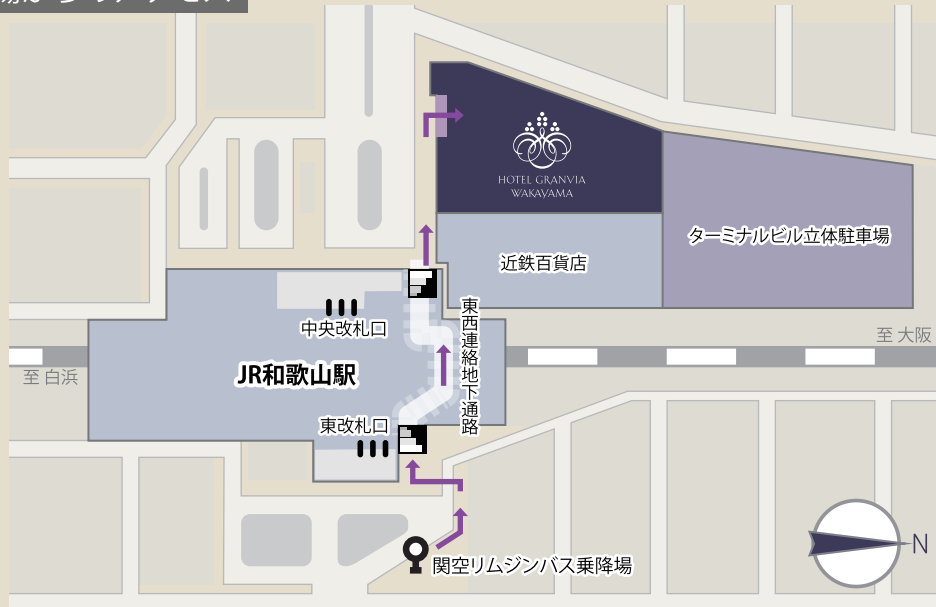 HOTEL GRANVIA
WAKAYAMA
ターミナルビル立体駐車場
近鉄百貨店
中央改札口
東西連絡地下通路
至 大阪
至 白浜
JR和歌山駅
東改札口
N
関空リムジンバス乗降場